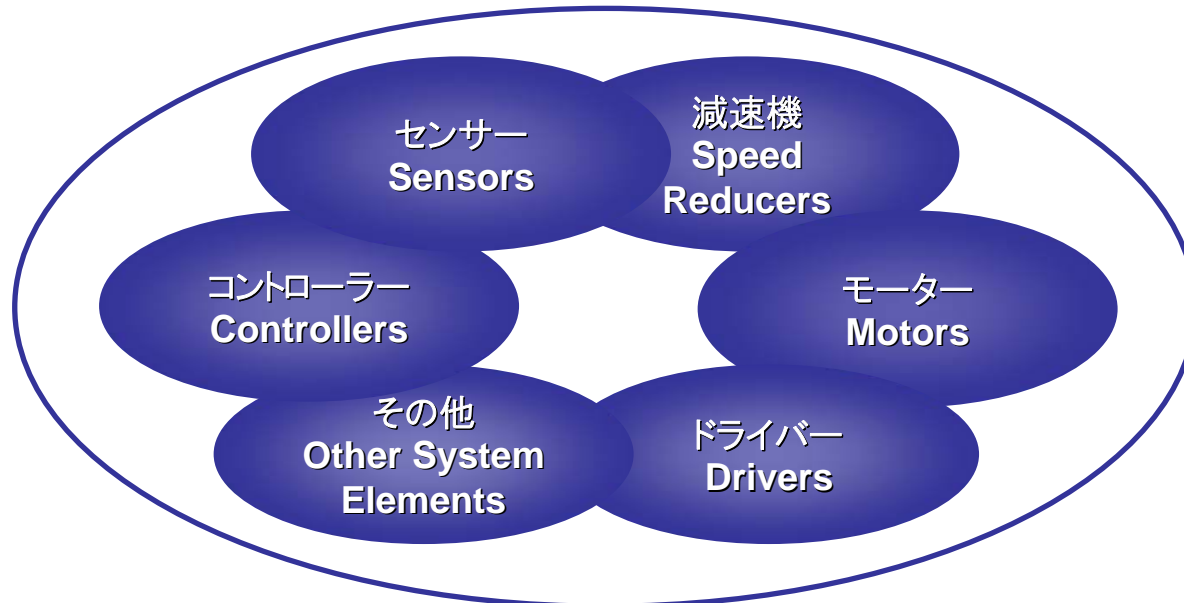 センサー
Sensors
減速機
Speed
Reducers
コントローラー
Controllers
モーター
Motors
その他
Other System
Elements
ドライバー
Drivers